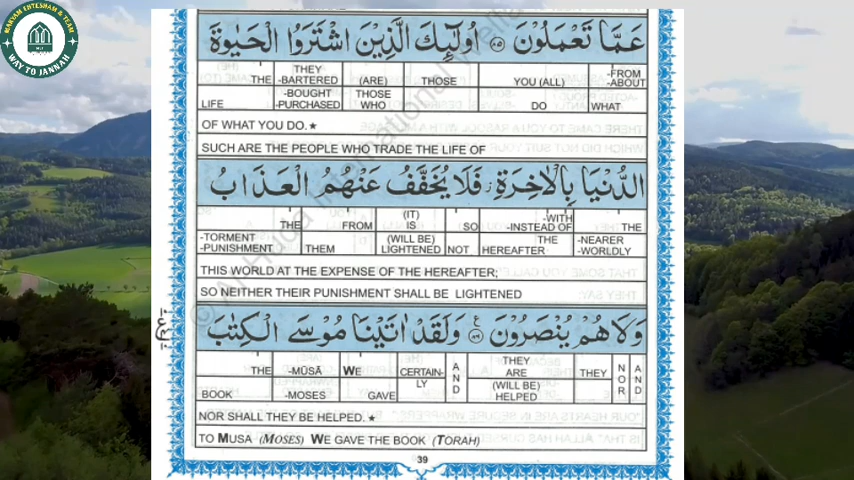 MARYAM EHTESHAM & TEAM
WAY TO JANNAH
عَمَّا تَعْمَلُوْنَ ۝٨٥ اُولٰٓئِكَ الَّذِيْنَ اشْتَرَوُا الْحَيٰوةَ
THE -BARTERED THEY (ARE) THOSE YOU (ALL) -FROM -ABOUT
LIFE -BOUGHT -PURCHASED THOSE WHO DO WHAT
OF WHAT YOU DO.★
SUCH ARE THE PEOPLE WHO TRADE THE LIFE OF
الدُّنْيَا بِالْاٰخِرَةِ ز فَلَا يُخَفَّفُ عَنْهُمُ الْعَذَابُ
THE FROM (IT) IS SO -WITH -INSTEAD OF THE
-TORMENT -PUNISHMENT THEM (WILL BE) LIGHTENED NOT THE HEREAFTER -NEARER -WORLDLY
THIS WORLD AT THE EXPENSE OF THE HEREAFTER;
SO NEITHER THEIR PUNISHMENT SHALL BE LIGHTENED
وَلَا هُمْ يُنْصَرُوْنَ ۝٨٦ وَلَقَدْ اٰتَيْنَا مُوْسَى الْكِتٰبَ
THE -MŪSĀ WE CERTAIN-LY AND THEY ARE THEY NOR AND
BOOK -MOSES GAVE (WILL BE) HELPED
NOR SHALL THEY BE HELPED.★
TO MUSA (MOSES) WE GAVE THE BOOK (TORAH)
39